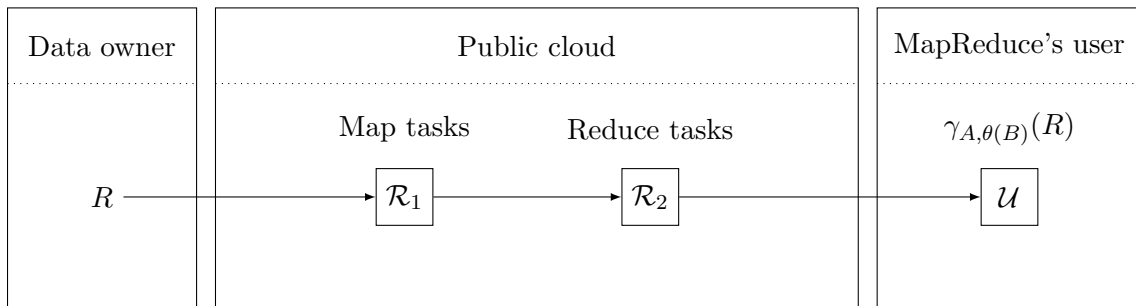 Data owner Public cloud MapReduce's user
Map tasks Reduce tasks γ_{A,θ(B)}(R)
R ℛ₁ ℛ₂ 𝒰